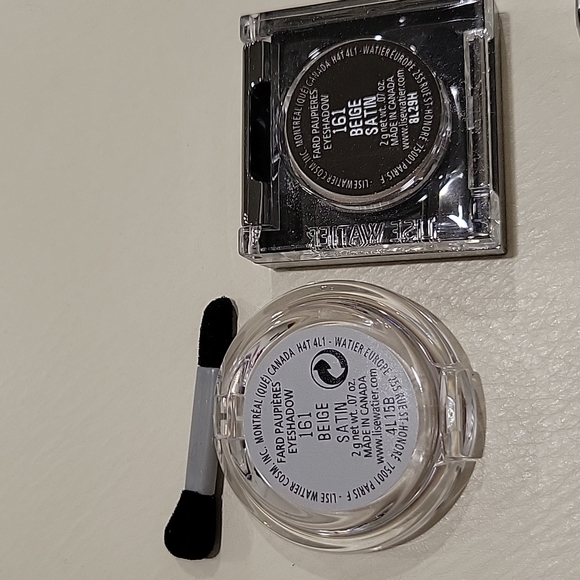 LISE WATIER COSM. INC. MONTRÉAL (QUÉ) CANADA H4T 4L1 - WATIER EUROPE 255 RUE ST-HONORÉ 75001 PARIS-F -
FARD PAUPIÈRES
EYESHADOW
161
BEIGE
SATIN
2 g net wt. .07 oz.
MADE IN CANADA
www.lisewatier.com
8L29H
LISE WATIER
LISE WATIER COSM. INC. MONTRÉAL (QUÉ) CANADA H4T 4L1 - WATIER EUROPE 255 RUE ST-HONORÉ 75001 PARIS-F -
FARD PAUPIÈRES
EYESHADOW
161
BEIGE
SATIN
2 g net wt. .07 oz.
MADE IN CANADA
www.lisewatier.com
4L15B